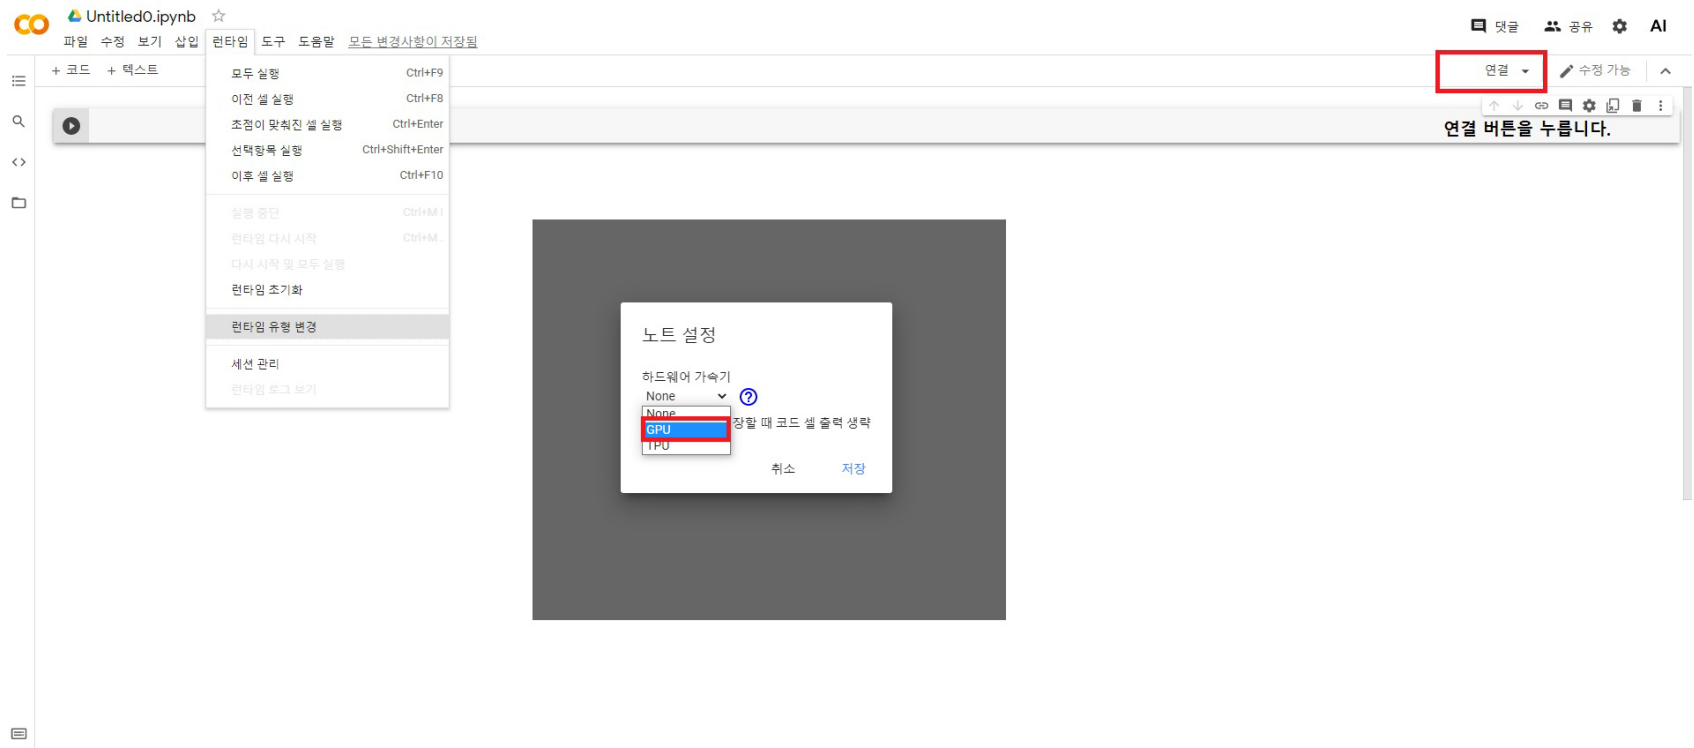 Untitled0.ipynb
파일 수정 보기 삽입 런타임 도구 도움말 모든 변경사항이 저장됨
댓글 공유 AI
+ 코드 + 텍스트
연결 수정 가능
연결 버튼을 누릅니다.
모두 실행 Ctrl+F9
이전 셀 실행 Ctrl+F8
초점이 맞춰진 셀 실행 Ctrl+Enter
선택항목 실행 Ctrl+Shift+Enter
이후 셀 실행 Ctrl+F10
실행 중단 Ctrl+M I
런타임 다시 시작 Ctrl+M .
다시 시작 및 모두 실행
런타임 초기화
런타임 유형 변경
세션 관리
런타임 로그 보기
노트 설정
하드웨어 가속기
None
None
GPU
장할 때 코드 셀 출력 생략
TPU
취소 저장